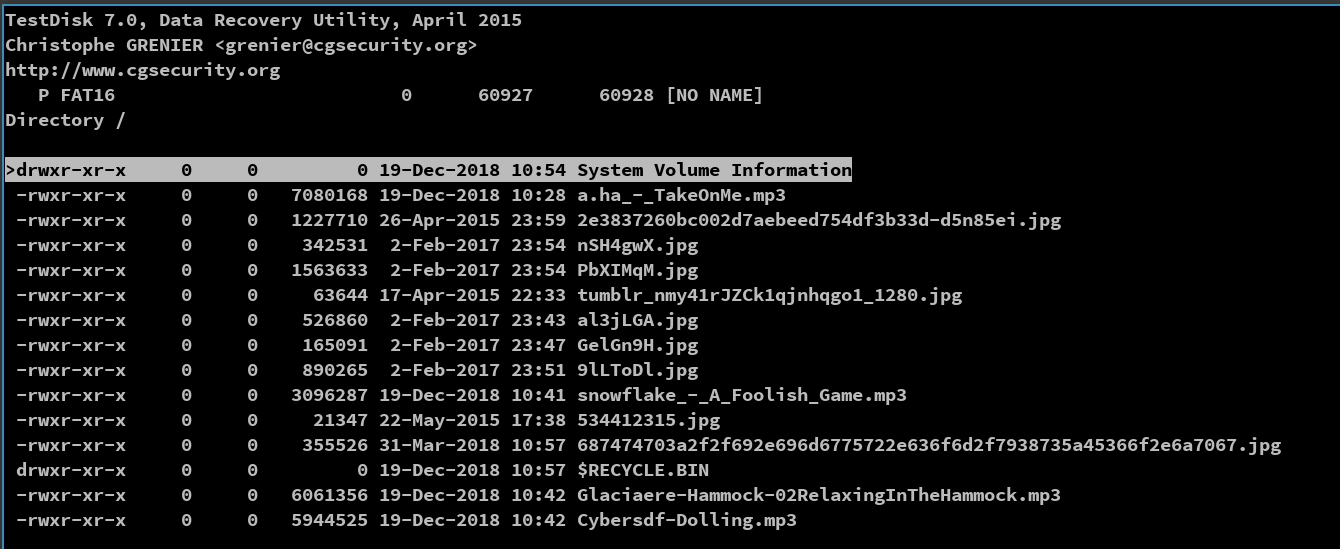 TestDisk 7.0, Data Recovery Utility, April 2015
Christophe GRENIER <grenier@cgsecurity.org>
http://www.cgsecurity.org
   P FAT16                          0      60927      60928 [NO NAME]
Directory /
>drwxr-xr-x     0     0         0 19-Dec-2018 10:54 System Volume Information
 -rwxr-xr-x     0     0   7080168 19-Dec-2018 10:28 a.ha_-_TakeOnMe.mp3
 -rwxr-xr-x     0     0   1227710 26-Apr-2015 23:59 2e3837260bc002d7aebeed754df3b33d-d5n85ei.jpg
 -rwxr-xr-x     0     0    342531  2-Feb-2017 23:54 nSH4gwX.jpg
 -rwxr-xr-x     0     0   1563633  2-Feb-2017 23:54 PbXIMqM.jpg
 -rwxr-xr-x     0     0     63644 17-Apr-2015 22:33 tumblr_nmy41rJZCk1qjnhqgo1_1280.jpg
 -rwxr-xr-x     0     0    526860  2-Feb-2017 23:43 al3jLGA.jpg
 -rwxr-xr-x     0     0    165091  2-Feb-2017 23:47 GelGn9H.jpg
 -rwxr-xr-x     0     0    890265  2-Feb-2017 23:51 9lLToDl.jpg
 -rwxr-xr-x     0     0   3096287 19-Dec-2018 10:41 snowflake_-_A_Foolish_Game.mp3
 -rwxr-xr-x     0     0     21347 22-May-2015 17:38 534412315.jpg
 -rwxr-xr-x     0     0    355526 31-Mar-2018 10:57 687474703a2f2f692e696d6775722e636f6d2f7938735a45366f2e6a7067.jpg
 drwxr-xr-x     0     0         0 19-Dec-2018 10:57 $RECYCLE.BIN
 -rwxr-xr-x     0     0   6061356 19-Dec-2018 10:42 Glaciaere-Hammock-02RelaxingInTheHammock.mp3
 -rwxr-xr-x     0     0   5944525 19-Dec-2018 10:42 Cybersdf-Dolling.mp3